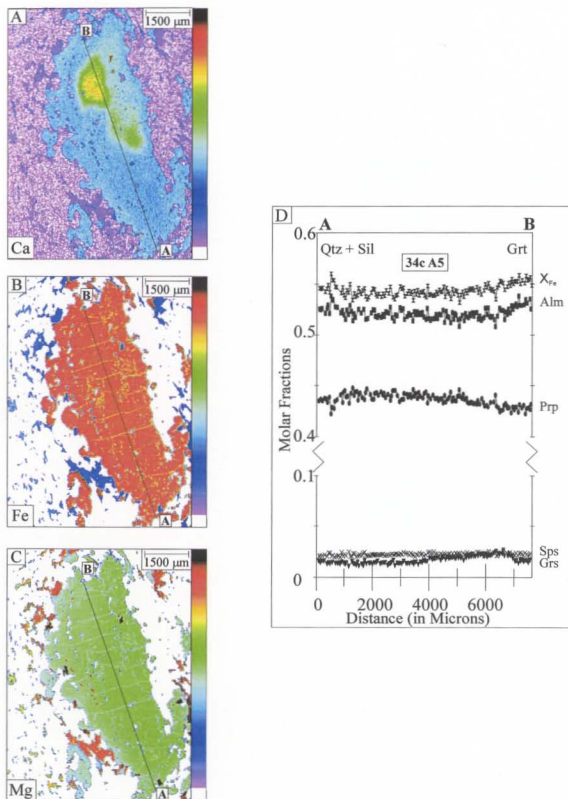 A
1500 µm
B
A
Ca
B
1500 µm
B
A
Fe
C
1500 µm
B
A
Mg
D
A
B
0.6
Qtz + Sil
34c A5
Grt
XFe
Alm
0.5
Molar Fractions
Prp
0.4
0.1
Sps
Grs
0
0
2000
4000
6000
Distance (in Microns)